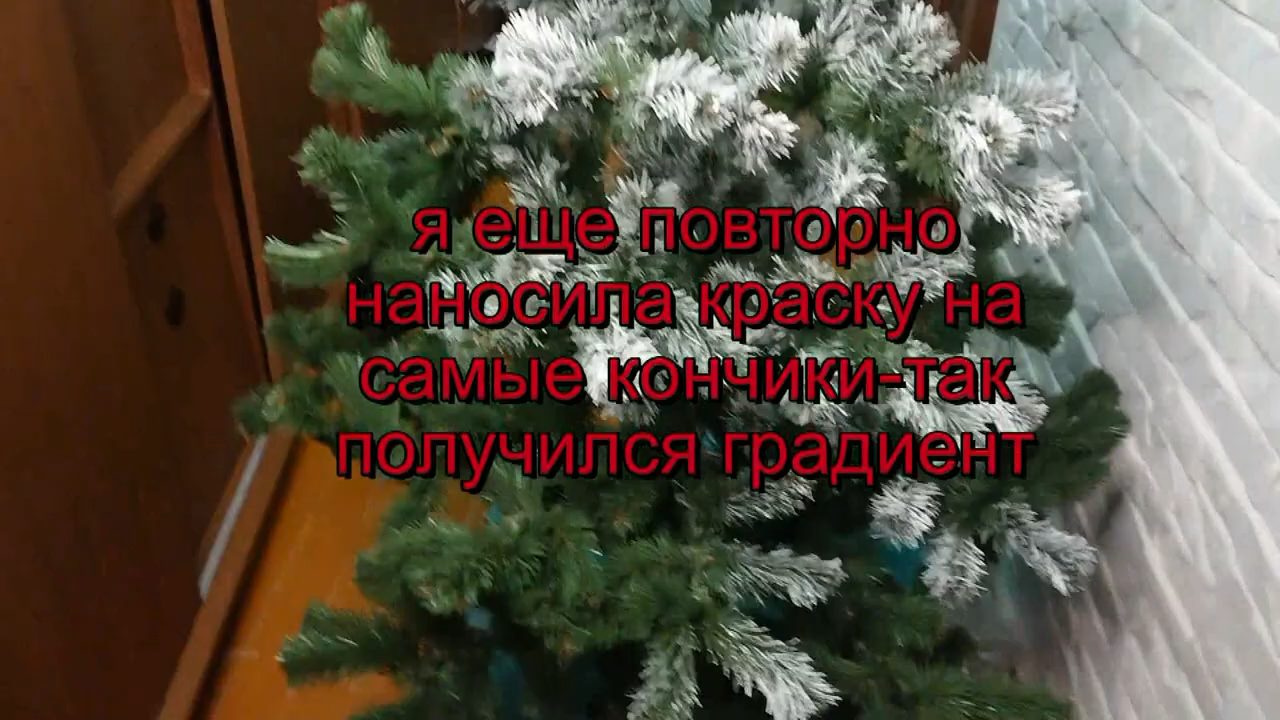 я еще повторно
наносила краску на
самые кончики-так
получился градиент